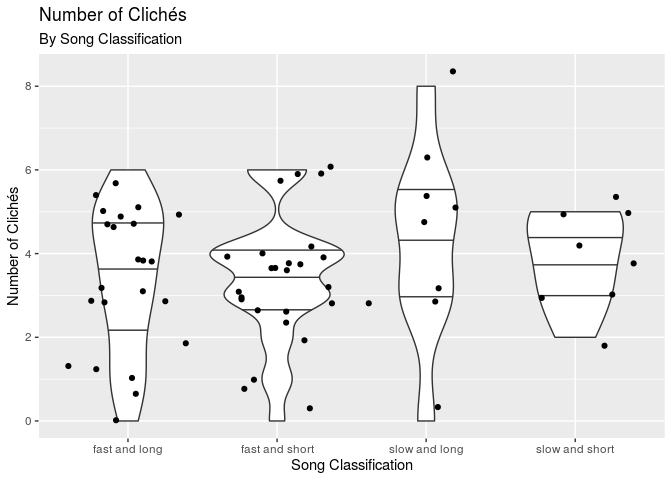 Number of Clichés
By Song Classification
Number of Clichés
8
6
4
2
0
fast and long
fast and short
slow and long
slow and short
Song Classification